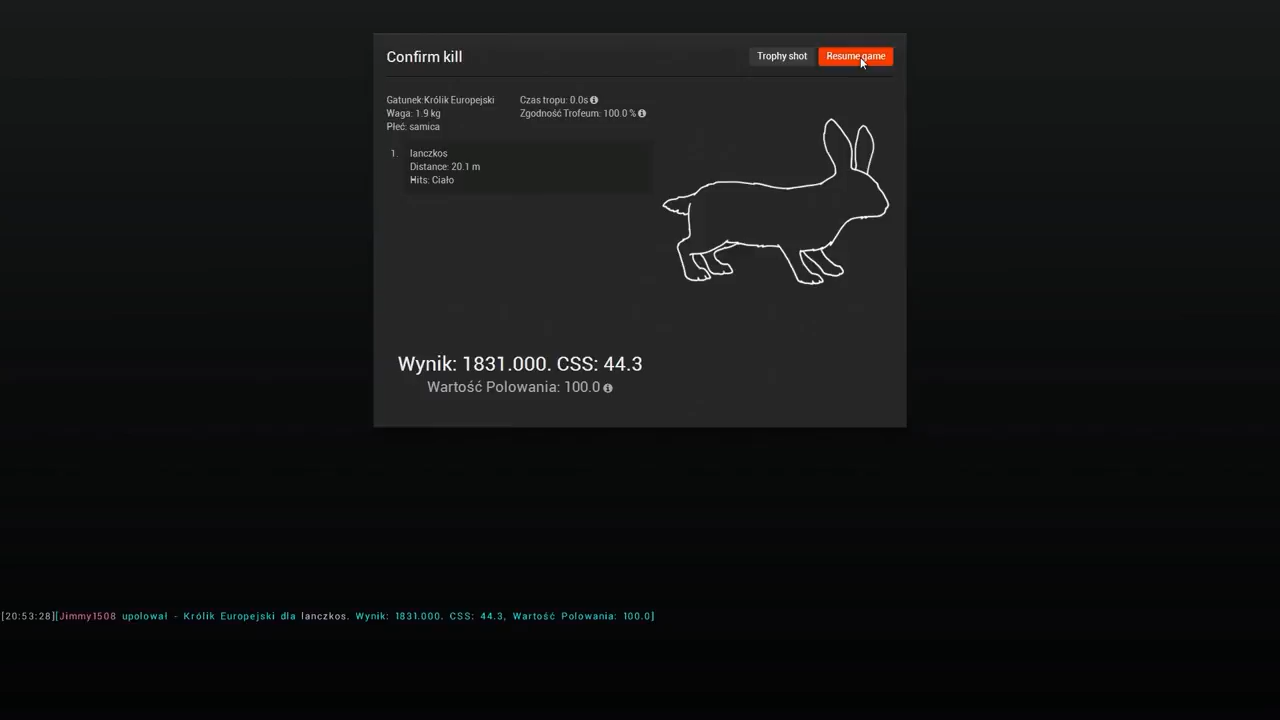 Confirm kill
Trophy shot
Resume game
Gatunek:Królik Europejski
Waga: 1.9 kg
Płeć: samica
Czas tropu: 0.0s
Zgodność Trofeum: 100.0 %
1.
lanczkos
Distance: 20.1 m
Hits: Ciało
Wynik: 1831.000. CSS: 44.3
Wartość Polowania: 100.0
[20:53:28][Jimmy1508 upolował - Królik Europejski dla lanczkos. Wynik: 1831.000. CSS: 44.3, Wartość Polowania: 100.0]